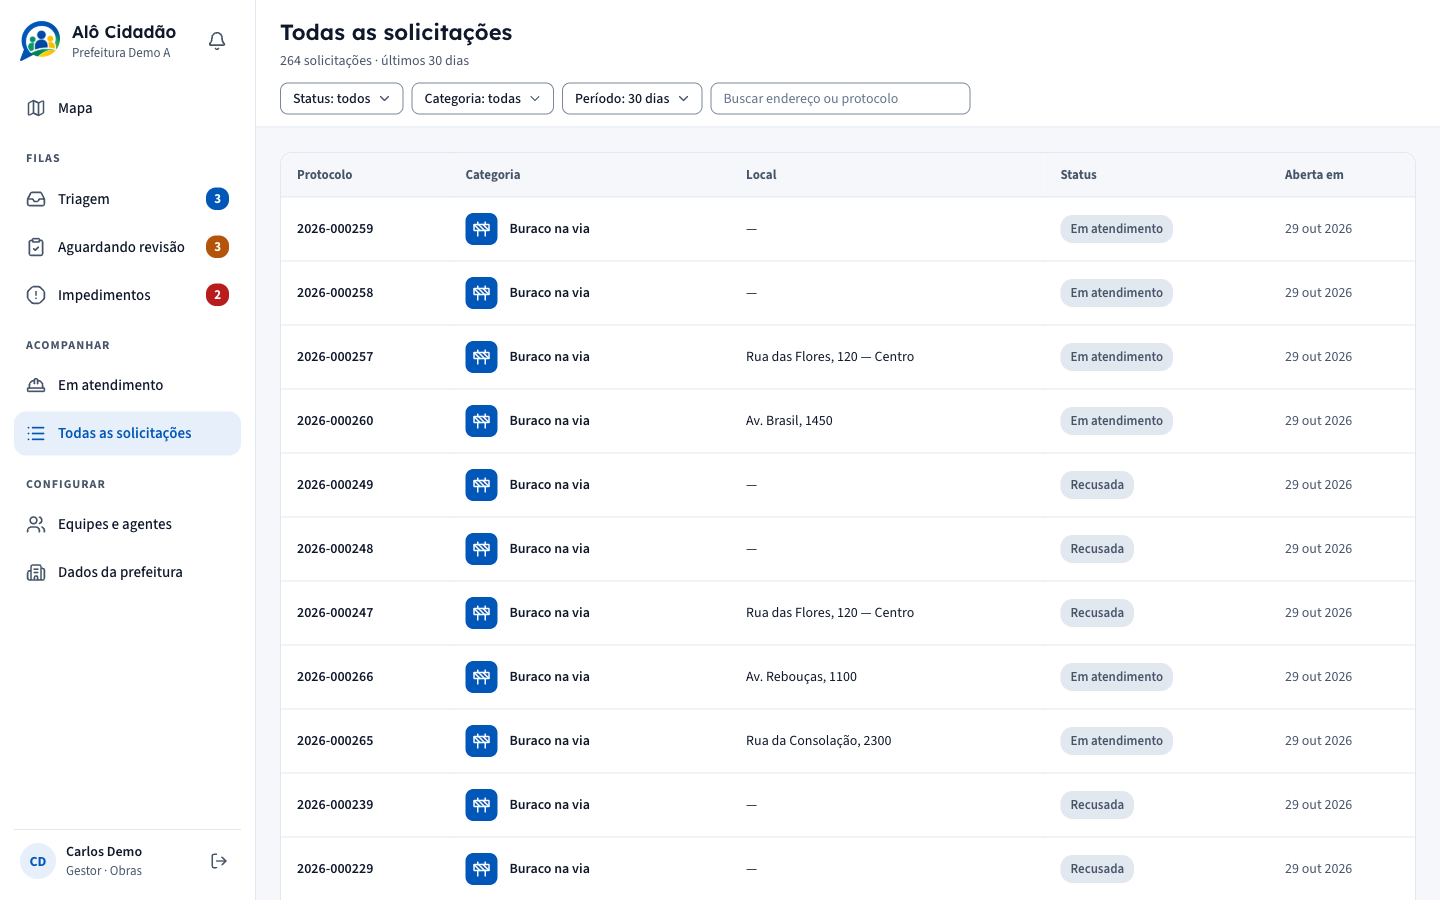 Alô Cidadão
Prefeitura Demo A
Mapa
FILAS
Triagem 3
Aguardando revisão 3
Impedimentos 2
ACOMPANHAR
Em atendimento
Todas as solicitações
CONFIGURAR
Equipes e agentes
Dados da prefeitura
CD
Carlos Demo
Gestor · Obras
Todas as solicitações
264 solicitações · últimos 30 dias
Status: todos Categoria: todas Período: 30 dias Buscar endereço ou protocolo
Protocolo Categoria Local Status Aberta em
2026-000259 Buraco na via — Em atendimento 29 out 2026
2026-000258 Buraco na via — Em atendimento 29 out 2026
2026-000257 Buraco na via Rua das Flores, 120 — Centro Em atendimento 29 out 2026
2026-000260 Buraco na via Av. Brasil, 1450 Em atendimento 29 out 2026
2026-000249 Buraco na via — Recusada 29 out 2026
2026-000248 Buraco na via — Recusada 29 out 2026
2026-000247 Buraco na via Rua das Flores, 120 — Centro Recusada 29 out 2026
2026-000266 Buraco na via Av. Rebouças, 1100 Em atendimento 29 out 2026
2026-000265 Buraco na via Rua da Consolação, 2300 Em atendimento 29 out 2026
2026-000239 Buraco na via — Recusada 29 out 2026
2026-000229 Buraco na via — Recusada 29 out 2026